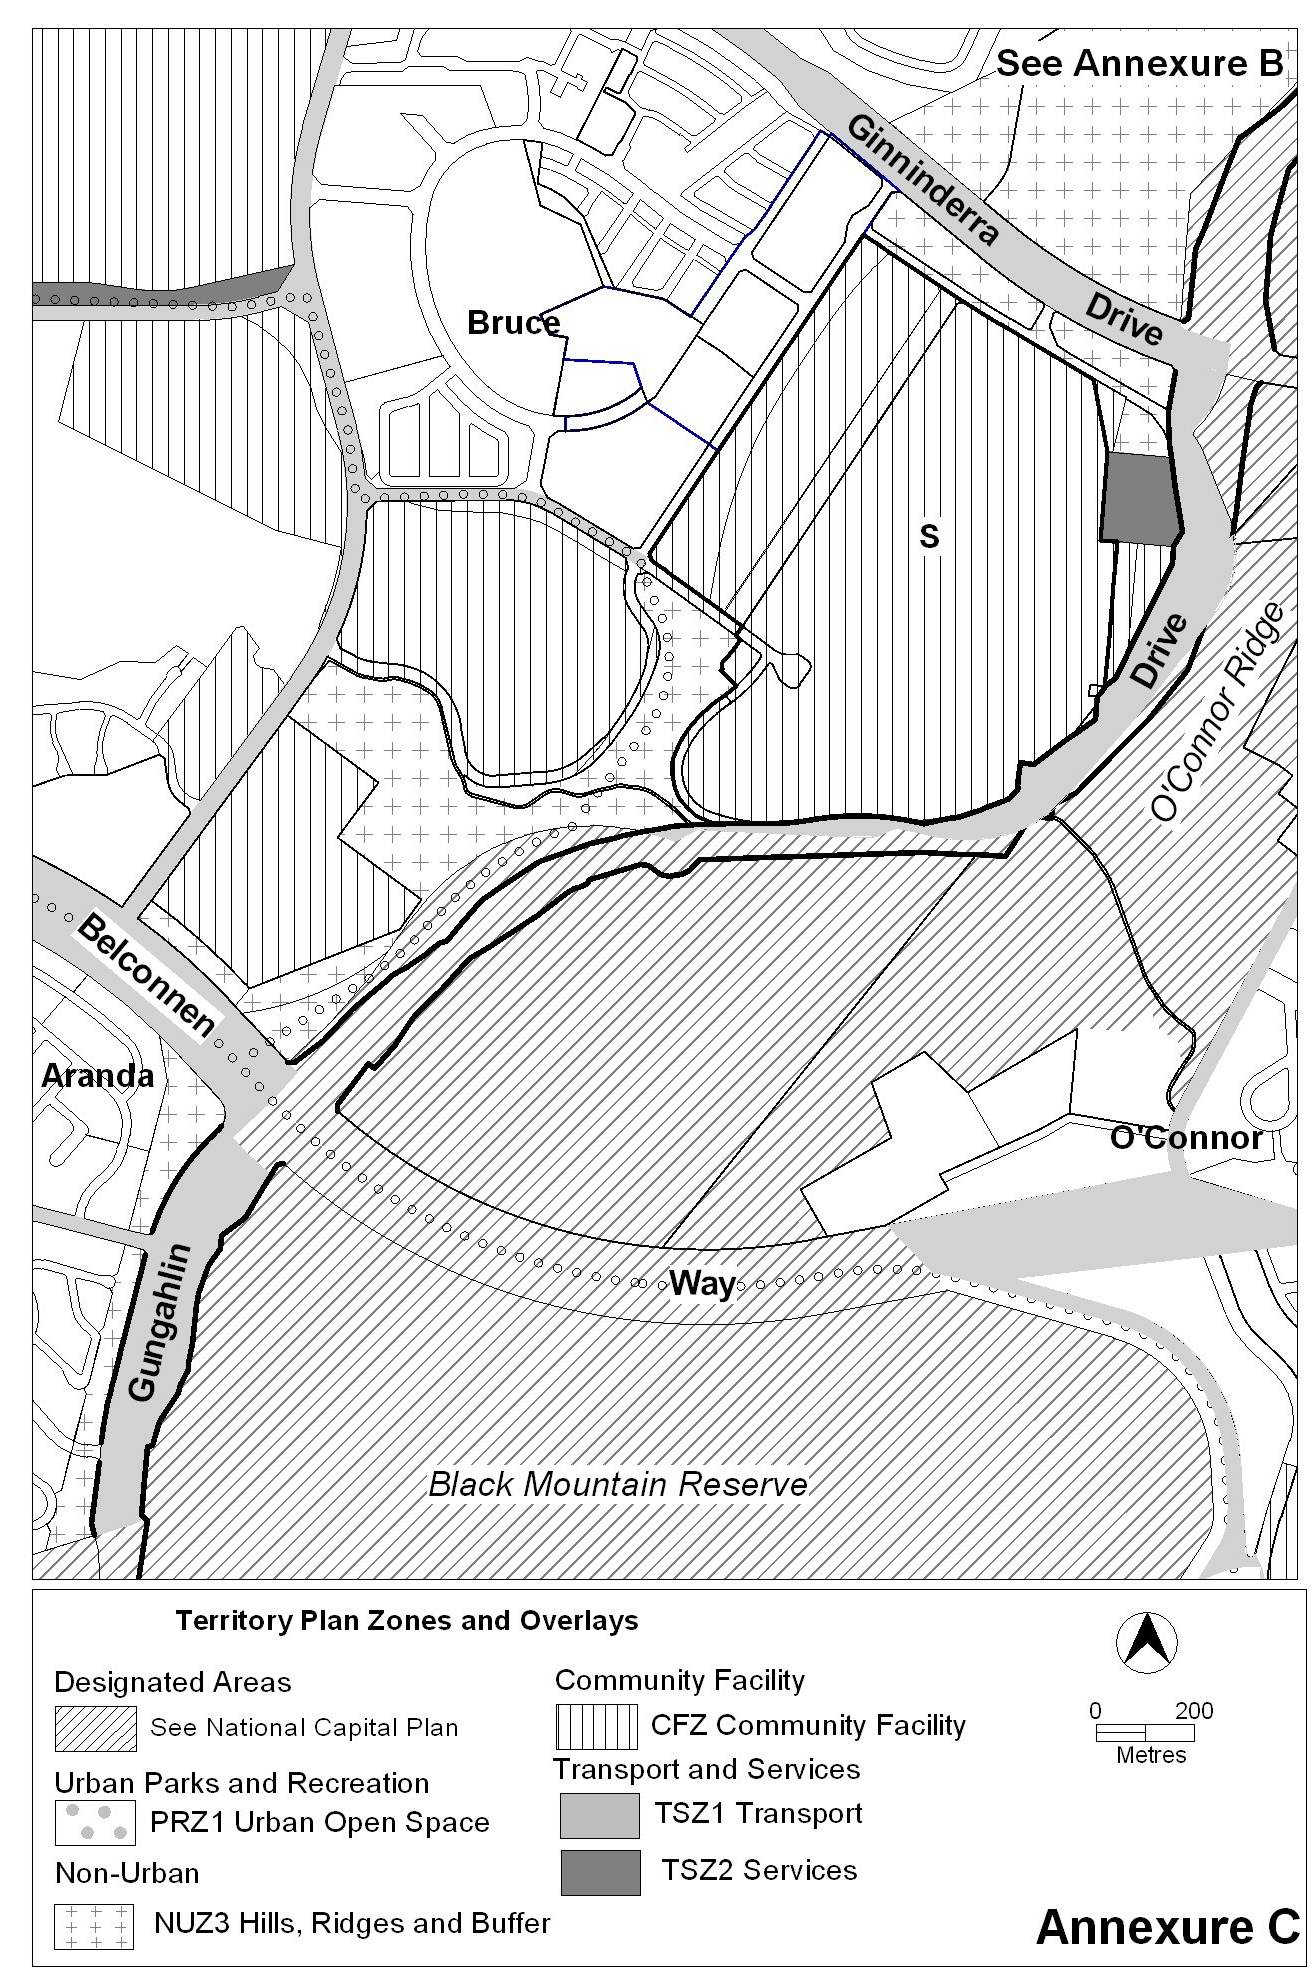 See Annexure B
Ginninderra
Drive
Bruce
S
Drive
O'Connor Ridge
Belconnen
Aranda
O'Connor
Gungahlin
Way
Black Mountain Reserve
Territory Plan Zones and Overlays
Designated Areas
See National Capital Plan
Urban Parks and Recreation
PRZ1 Urban Open Space
Non-Urban
NUZ3 Hills, Ridges and Buffer
Community Facility
CFZ Community Facility
Transport and Services
TSZ1 Transport
TSZ2 Services
0 200
Metres
Annexure C